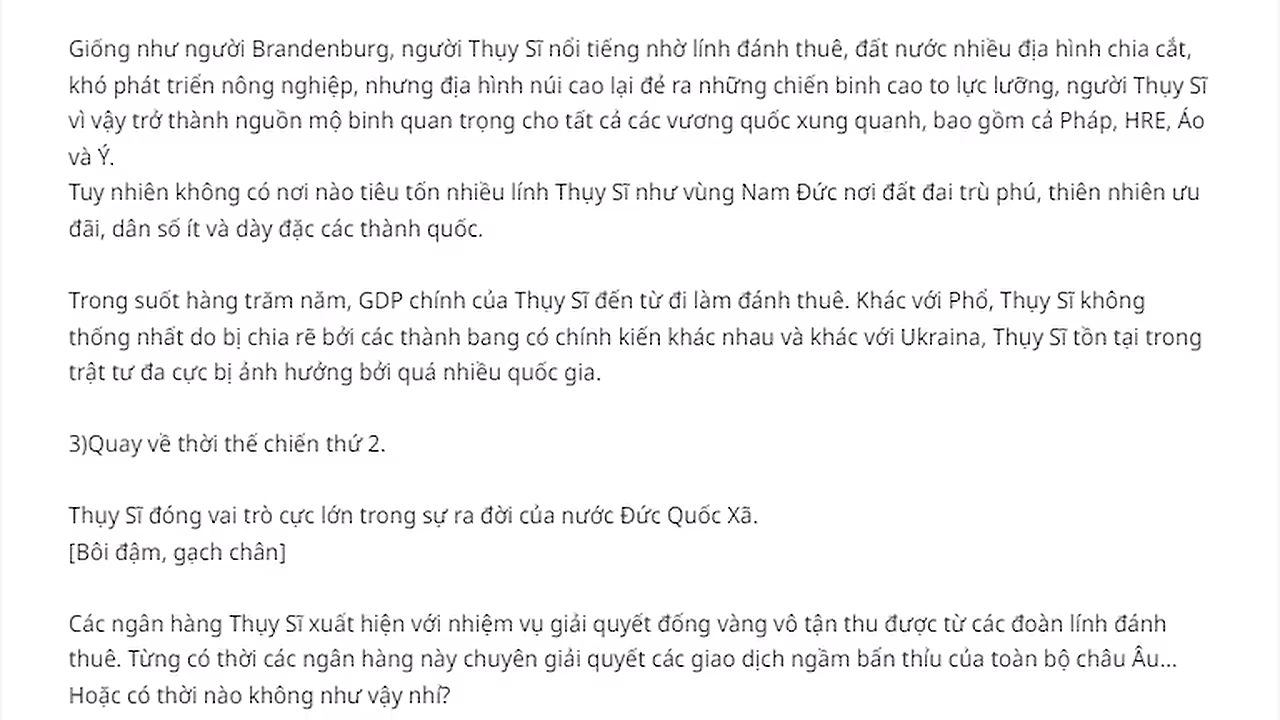 Giống như người Brandenburg, người Thụy Sĩ nổi tiếng nhờ lính đánh thuê, đất nước nhiều địa hình chia cắt,
khó phát triển nông nghiệp, nhưng địa hình núi cao lại đẻ ra những chiến binh cao to lực lưỡng, người Thụy Sĩ
vì vậy trở thành nguồn mộ binh quan trọng cho tất cả các vương quốc xung quanh, bao gồm cả Pháp, HRE, Áo
và Ý.
Tuy nhiên không có nơi nào tiêu tốn nhiều lính Thụy Sĩ như vùng Nam Đức nơi đất đai trù phú, thiên nhiên ưu
đãi, dân số ít và dày đặc các thành quốc.
Trong suốt hàng trăm năm, GDP chính của Thụy Sĩ đến từ đi làm đánh thuê. Khác với Phổ, Thụy Sĩ không
thống nhất do bị chia rẽ bởi các thành bang có chính kiến khác nhau và khác với Ukraina, Thụy Sĩ tồn tại trong
trật tư đa cực bị ảnh hưởng bởi quá nhiều quốc gia.
3)Quay về thời thế chiến thứ 2.
Thụy Sĩ đóng vai trò cực lớn trong sự ra đời của nước Đức Quốc Xã.
[Bôi đậm, gạch chân]
Các ngân hàng Thụy Sĩ xuất hiện với nhiệm vụ giải quyết đống vàng vô tận thu được từ các đoàn lính đánh
thuê. Từng có thời các ngân hàng này chuyên giải quyết các giao dịch ngầm bẩn thỉu của toàn bộ châu Âu...
Hoặc có thời nào không như vậy nhỉ?